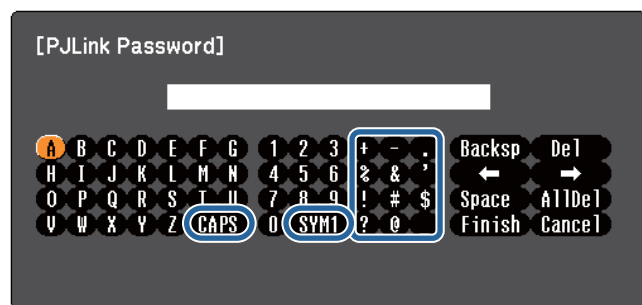 [PJLink Password]
A B C D E F G 1 2 3 + - . Backsp Del
H I J K L M N 4 5 6 % & ' ← →
O P Q R S T U 7 8 9 ! # $ Space AllDel
V W X Y Z CAPS 0 SYM1 ? @ Finish Cancel